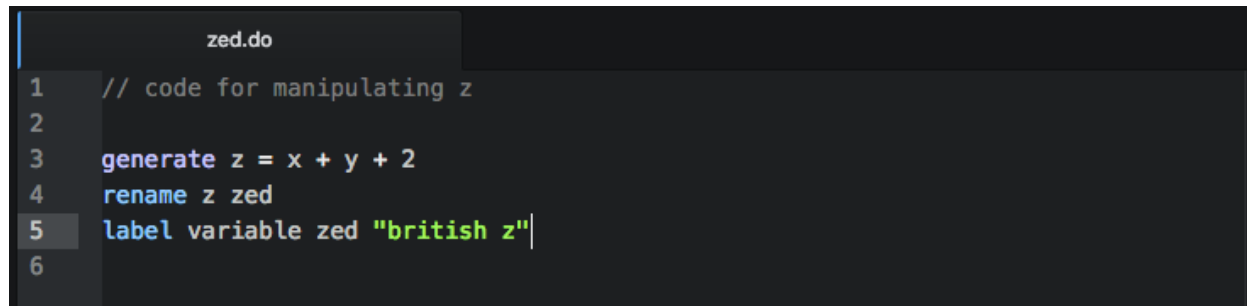 zed.do
1 // code for manipulating z
2
3 generate z = x + y + 2
4 rename z zed
5 label variable zed "british z"
6